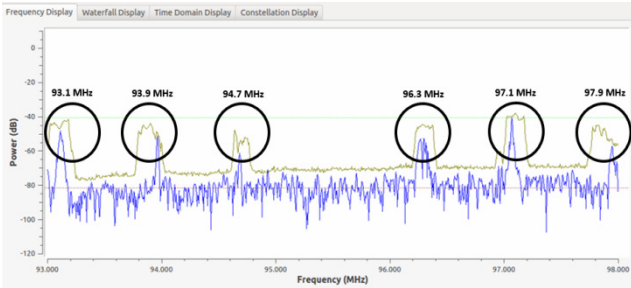 Frequency Display Waterfall Display Time Domain Display Constellation Display
0
93.1 MHz 93.9 MHz 94.7 MHz 96.3 MHz 97.1 MHz 97.9 MHz
-20
-40
-60
-80
-100
-120
Power (dB)
93.000 94.000 95.000 96.000 97.000 98.000
Frequency (MHz)